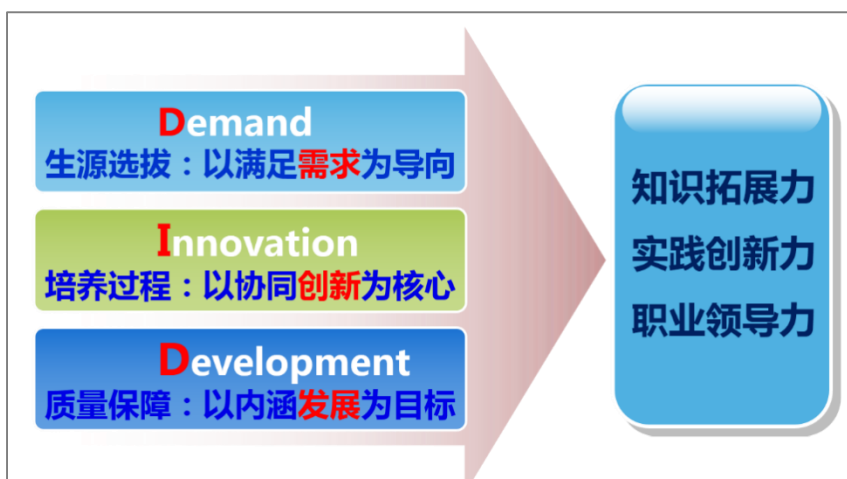 Demand
生源选拔：以满足需求为导向
Innovation
培养过程：以协同创新为核心
Development
质量保障：以内涵发展为目标
知识拓展力
实践创新力
职业领导力